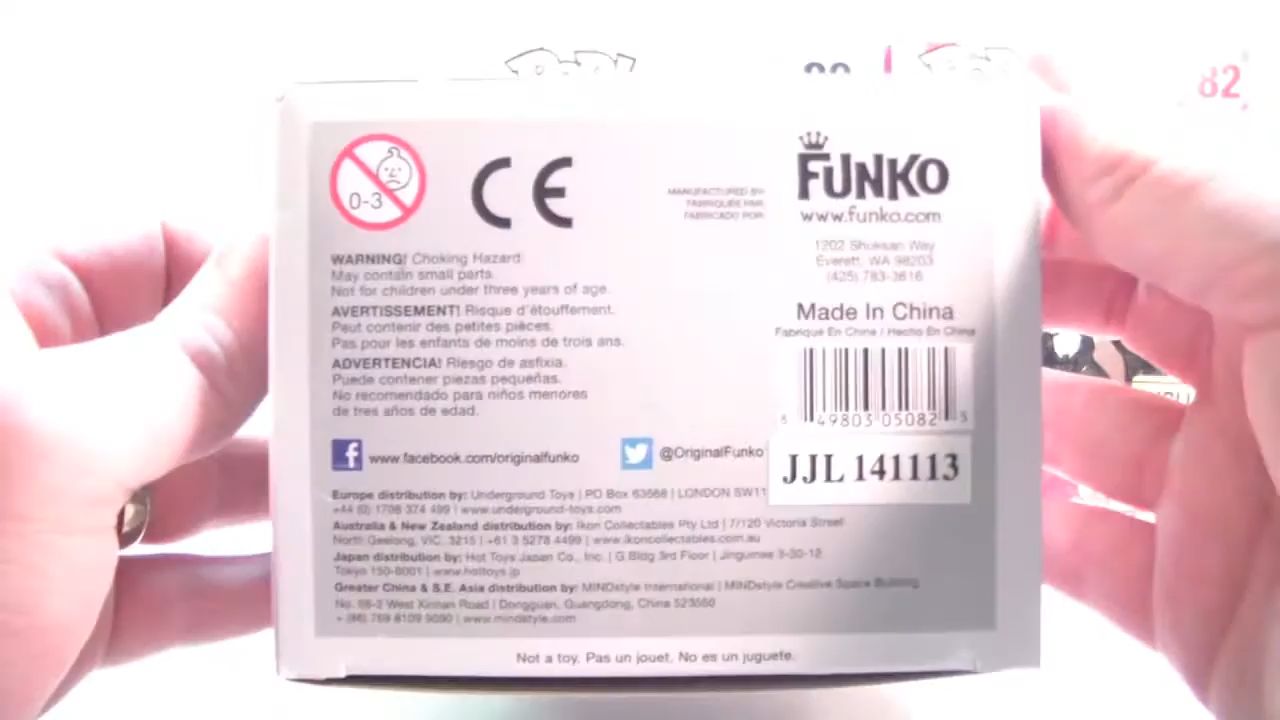 82
0-3
CE
MANUFACTURED BY:
FABRIQUÉE PAR:
FABRICADO POR:
FUNKO
www.funko.com
1202 Shuksan Way
Everett, WA 98203
(425) 783-3616
WARNING! Choking Hazard
May contain small parts.
Not for children under three years of age.
AVERTISSEMENT! Risque d'étouffement.
Peut contenir des petites pièces.
Pas pour les enfants de moins de trois ans.
ADVERTENCIA! Riesgo de asfixia.
Puede contener piezas pequeñas.
No recomendado para niños menores
de tres años de edad.
Made In China
Fabriqué En Chine / Hecho En China
8 49803 05082 3
JJL 141113
f www.facebook.com/originalfunko
@OriginalFunko
Europe distribution by: Underground Toys | PO Box 63568 | LONDON SW11
+44 (0) 1708 374 499 | www.underground-toys.com
Australia & New Zealand distribution by: Ikon Collectables Pty Ltd | 7/120 Victoria Street
North Geelong, VIC. 3215 | +61 3 5278 4499 | www.ikoncollectables.com.au
Japan distribution by: Hot Toys Japan Co., Inc. | G.Bldg 3rd Floor | Jingumae 3-30-12
Tokyo 150-0001 | www.hottoys.jp
Greater China & S.E. Asia distribution by: MINDstyle International | MINDstyle Creative Space Building
West Xinnan Road | Dongguan, Guangdong, China
+ (86) 769 8109 9090 | www.mindstyle.com
Not a toy. Pas un jouet. No es un juguete.